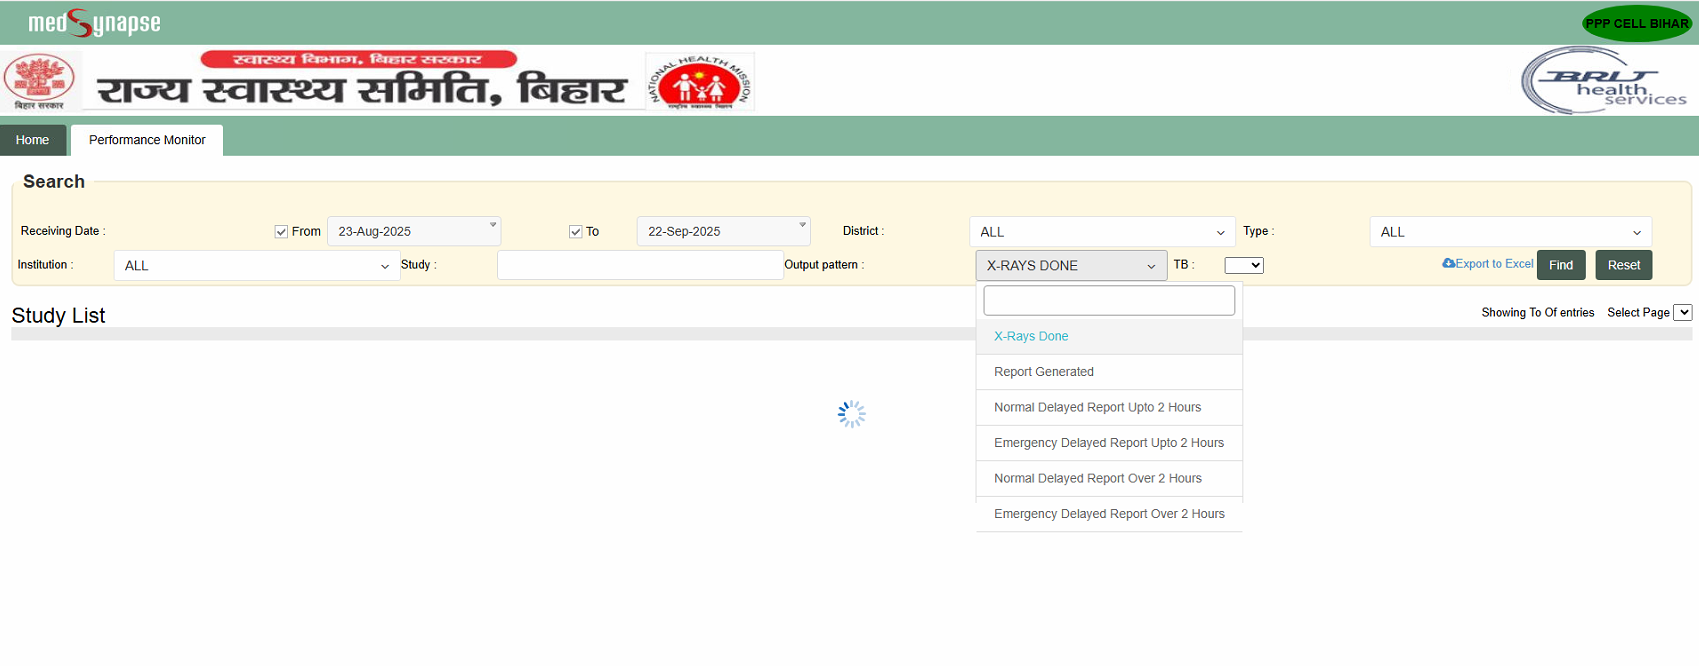 medSynapse
PPP CELL BIHAR
बिहार सरकार
स्वास्थ्य विभाग, बिहार सरकार
राज्य स्वास्थ्य समिति, बिहार
NATIONAL HEALTH MISSION
राष्ट्रीय स्वास्थ्य मिशन
BRLJ
health
services
Home
Performance Monitor
Search
Receiving Date :
From
23-Aug-2025
To
22-Sep-2025
District :
ALL
Type :
ALL
Institution :
ALL
Study :
Output pattern :
X-RAYS DONE
TB :
Export to Excel
Find
Reset
Study List
Showing To Of entries
Select Page
X-Rays Done
Report Generated
Normal Delayed Report Upto 2 Hours
Emergency Delayed Report Upto 2 Hours
Normal Delayed Report Over 2 Hours
Emergency Delayed Report Over 2 Hours